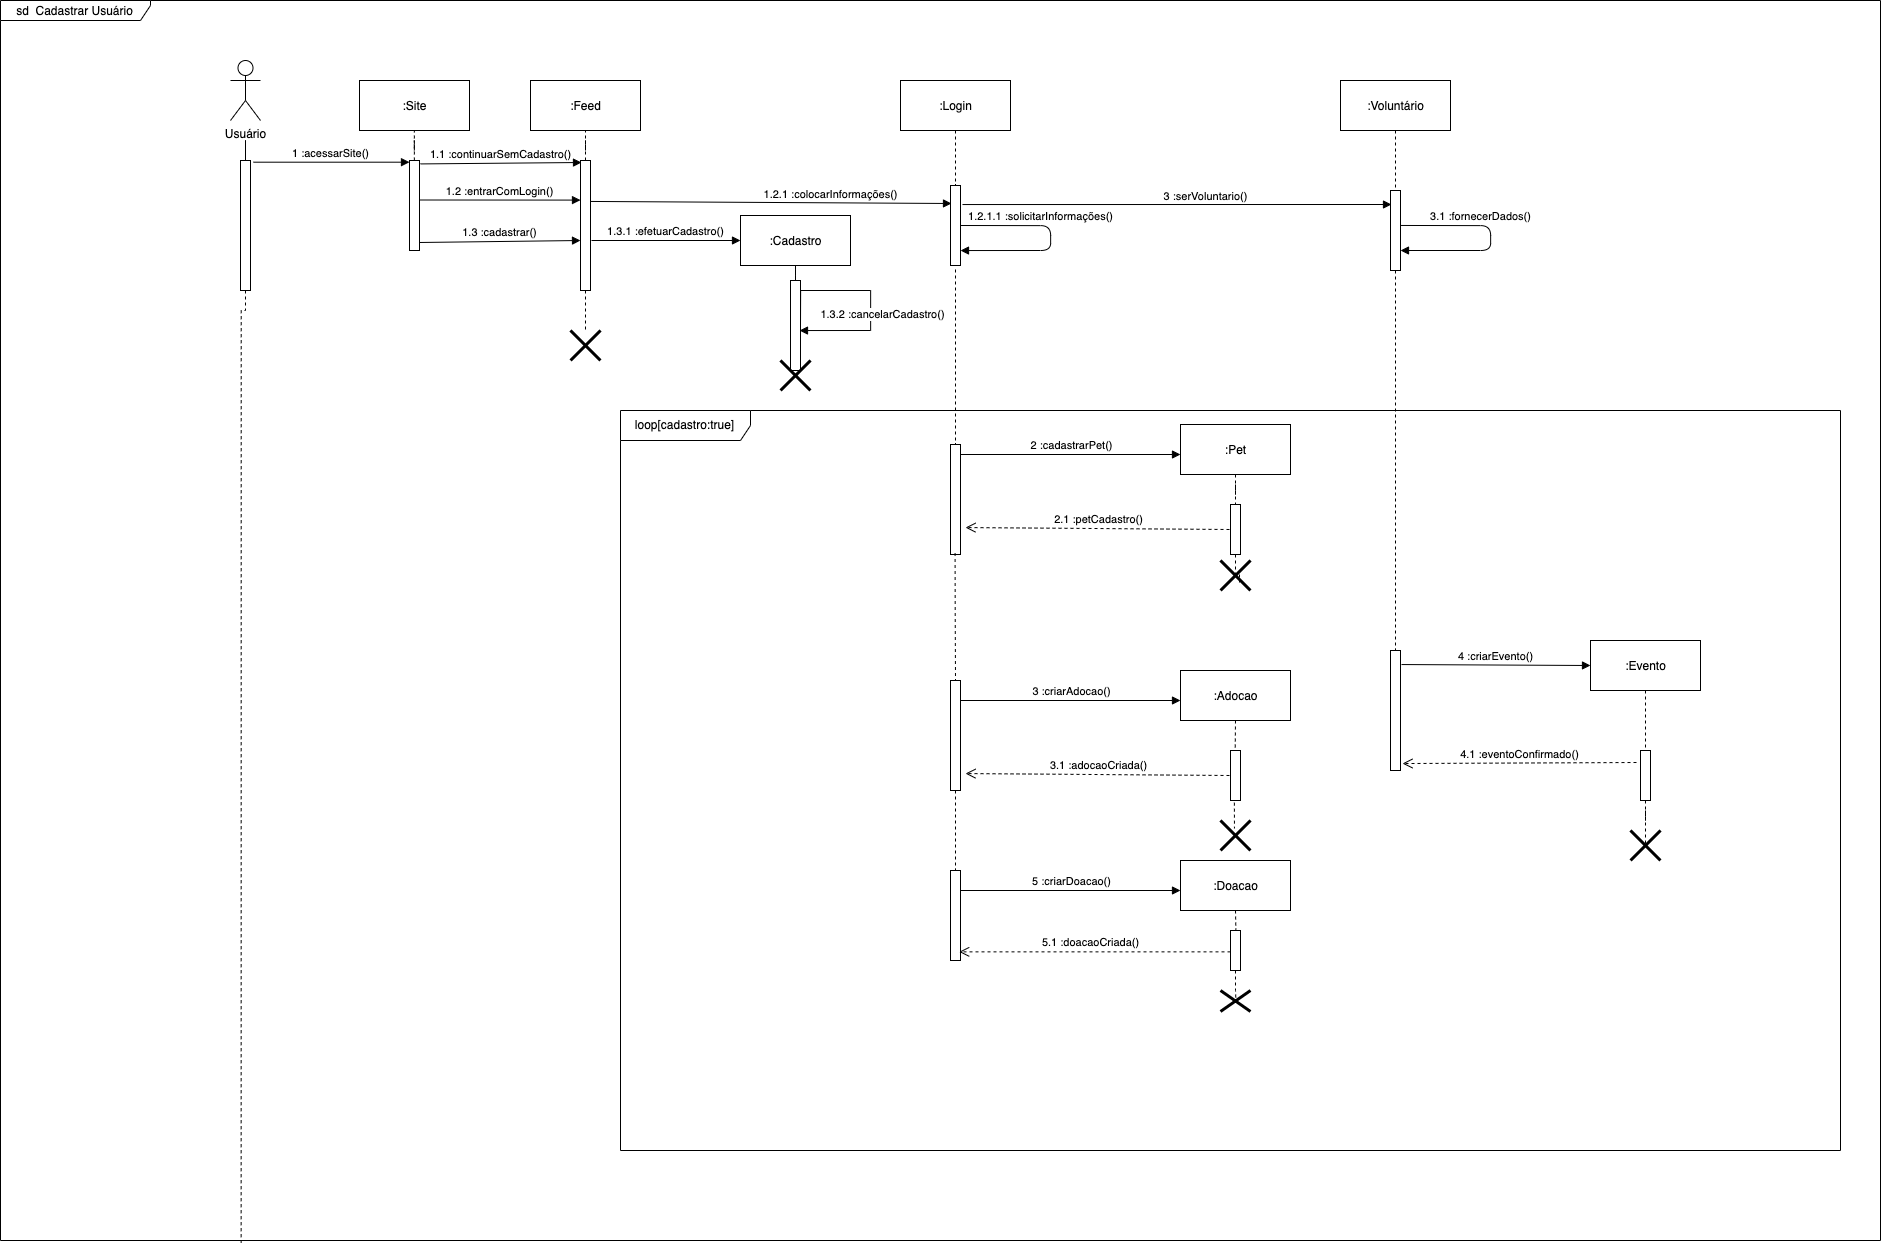 sd  Cadastrar Usuário
Usuário
:Site
:Feed
:Login
:Voluntário
1 :acessarSite()
1.1 :continuarSemCadastro()
1.2 :entrarComLogin()
1.2.1 :colocarInformações()
3 :serVoluntario()
1.2.1.1 :solicitarInformações()
3.1 :fornecerDados()
1.3 :cadastrar()
1.3.1 :efetuarCadastro()
:Cadastro
1.3.2 :cancelarCadastro()
loop[cadastro:true]
2 :cadastrarPet()
:Pet
2.1 :petCadastro()
4 :criarEvento()
:Evento
3 :criarAdocao()
:Adocao
4.1 :eventoConfirmado()
3.1 :adocaoCriada()
5 :criarDoacao()
:Doacao
5.1 :doacaoCriada()